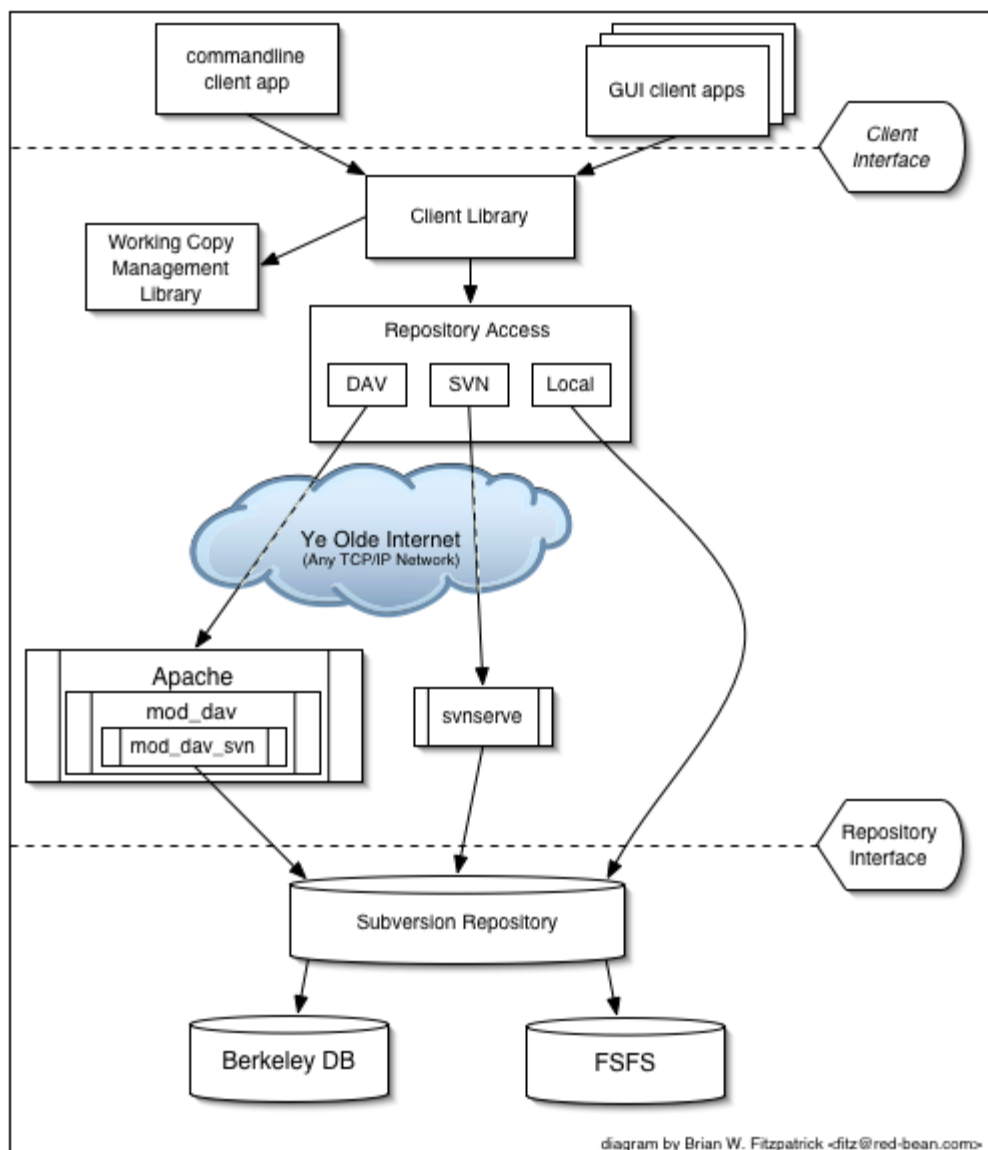 commandline
client app
GUI client apps
Client
Interface
Client Library
Working Copy
Management
Library
Repository Access
DAV
SVN
Local
Ye Olde Internet
(Any TCP/IP Network)
Apache
mod_dav
mod_dav_svn
svnserve
Repository
Interface
Subversion Repository
Berkeley DB
FSFS
diagram by Brian W. Fitzpatrick <fitz@red-bean.com>